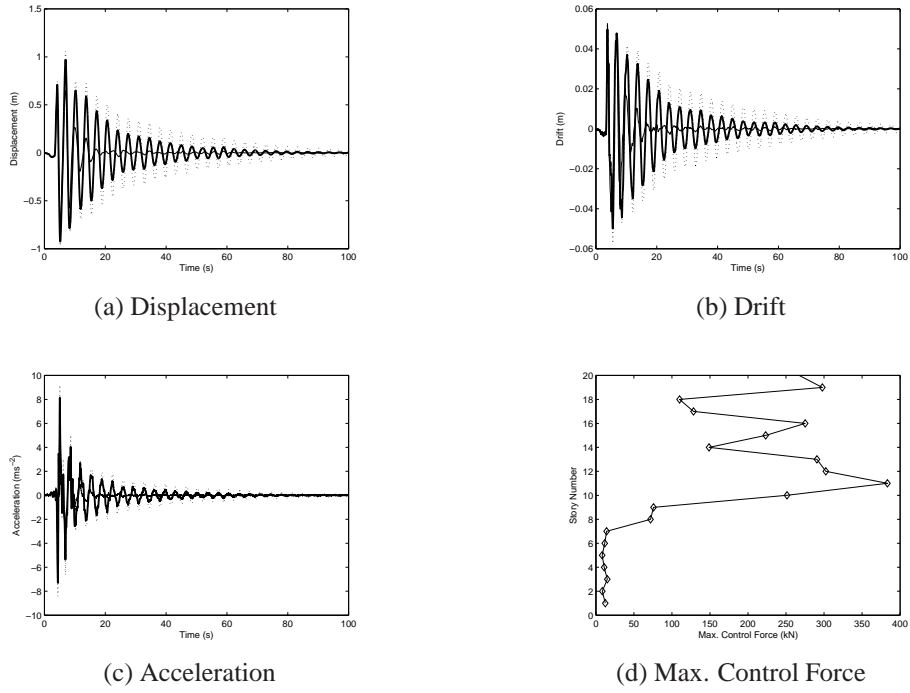 1.5
1
0.5
0
−0.5
−1
Displacement (m)
0 20 40 60 80 100
Time (s)
(a) Displacement
0.06
0.04
0.02
0
−0.02
−0.04
−0.06
Drift (m)
0 20 40 60 80 100
Time (s)
(b) Drift
10
8
6
4
2
0
−2
−4
−6
−8
−10
Acceleration (ms⁻²)
0 20 40 60 80 100
Time (s)
(c) Acceleration
20
18
16
14
12
10
8
6
4
2
0
Story Number
0 50 100 150 200 250 300 350 400
Max. Control Force (kN)
(d) Max. Control Force